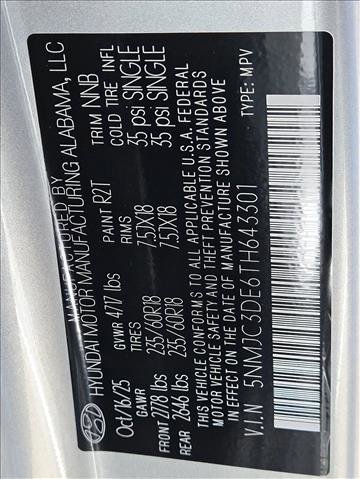 MANUFACTURED BY
HYUNDAI MOTOR MANUFACTURING ALABAMA, LLC
Oct/16/25 PAINT R2T TRIM NNB
GVWR 4717 lbs
GAWR RIMS COLD TIRE INFL
FRONT 2778 lbs 235/60R18 7.5JX18 35 psi SINGLE
REAR 2646 lbs 235/60R18 7.5JX18 35 psi SINGLE
THIS VEHICLE CONFORMS TO ALL APPLICABLE U.S.A. FEDERAL
MOTOR VEHICLE SAFETY AND THEFT PREVENTION STANDARDS
IN EFFECT ON THE DATE OF MANUFACTURE SHOWN ABOVE
V.I.N 5NMJC3DE6TH643301 TYPE: MPV